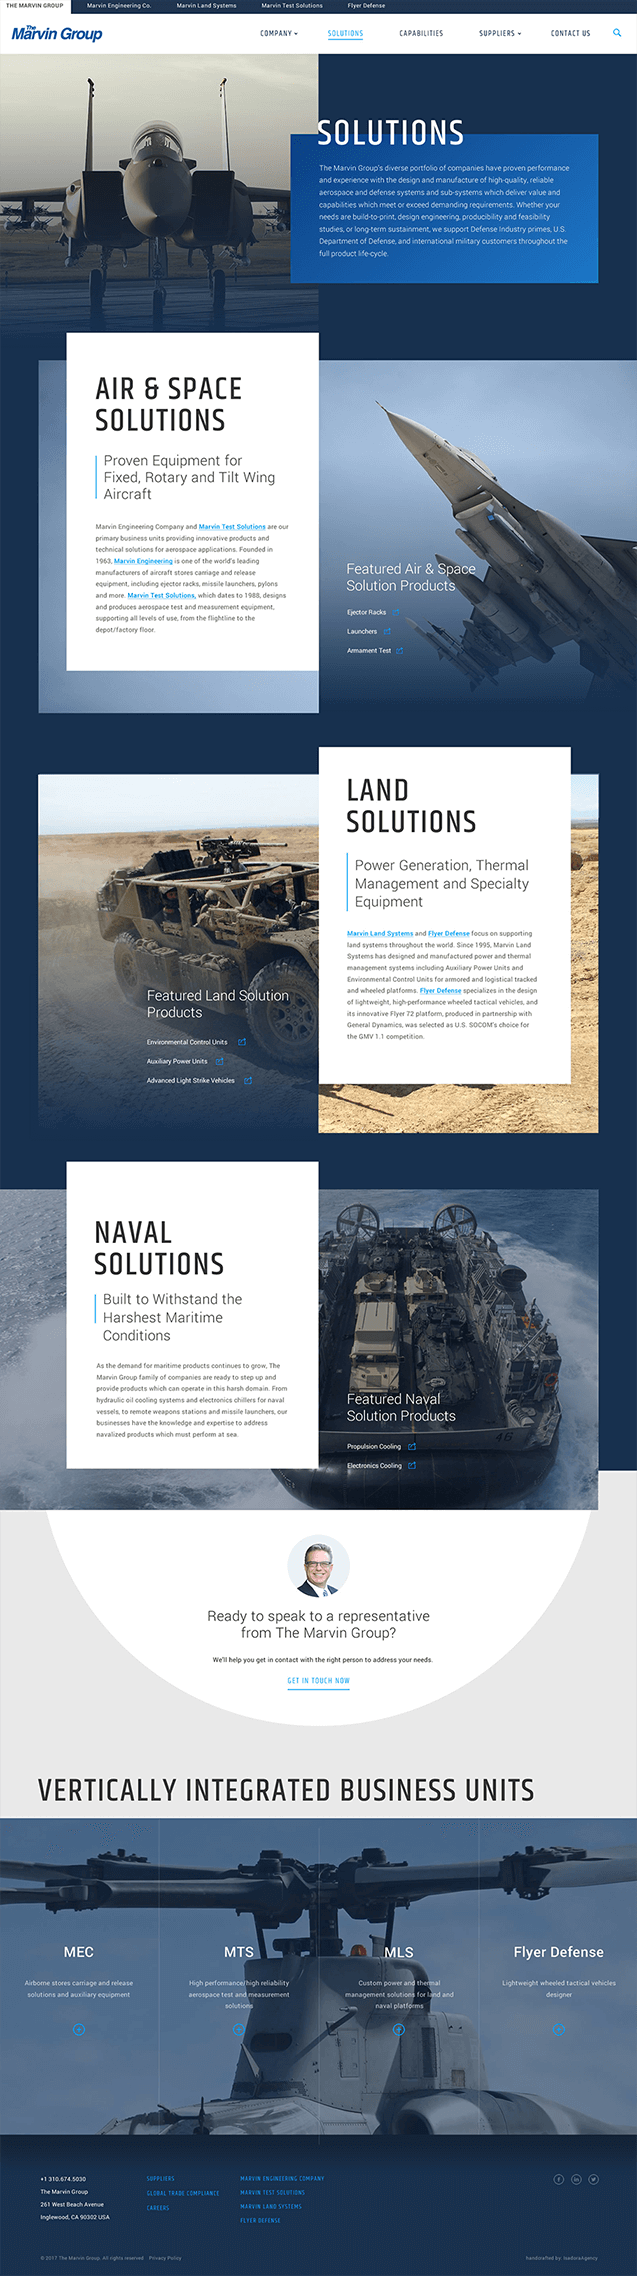 THE MARVIN GROUP Marvin Engineering Co. Marvin Land Systems Marvin Test Solutions Flyer Defense
The Marvin Group
COMPANY SOLUTIONS CAPABILITIES SUPPLIERS CONTACT US
SOLUTIONS
The Marvin Group's diverse portfolio of companies have proven performance
and experience with the design and manufacture of high-quality, reliable
aerospace and defense systems and sub-systems which deliver value and
capabilities which meet or exceed demanding requirements. Whether your
needs are build-to-print, design engineering, producibility and feasibility
studies, or long-term sustainment, we support Defense Industry primes, U.S.
Department of Defense, and international military customers throughout the
full product life-cycle.
AIR & SPACE
SOLUTIONS
Proven Equipment for
Fixed, Rotary and Tilt Wing
Aircraft
Marvin Engineering Company and Marvin Test Solutions are our
primary business units providing innovative products and
technical solutions for aerospace applications. Founded in
1963, Marvin Engineering is one of the world's leading
manufacturers of aircraft stores carriage and release
equipment, including ejector racks, missile launchers, pylons
and more. Marvin Test Solutions, which dates to 1988, designs
and produces aerospace test and measurement equipment,
supporting all levels of use, from the flightline to the
depot/factory floor.
Featured Air & Space
Solution Products
Ejector Racks
Launchers
Armament Test
LAND
SOLUTIONS
Power Generation, Thermal
Management and Specialty
Equipment
Marvin Land Systems and Flyer Defense focus on supporting
land systems throughout the world. Since 1995, Marvin Land
Systems has designed and manufactured power and thermal
management systems including Auxiliary Power Units and
Environmental Control Units for armored and logistical tracked
and wheeled platforms. Flyer Defense specializes in the design
of lightweight, high-performance wheeled tactical vehicles, and
its innovative Flyer 72 platform, produced in partnership with
General Dynamics, was selected as U.S. SOCOM's choice for
the GMV 1.1 competition.
Featured Land Solution
Products
Environmental Control Units
Auxiliary Power Units
Advanced Light Strike Vehicles
NAVAL
SOLUTIONS
Built to Withstand the
Harshest Maritime
Conditions
As the demand for maritime products continues to grow, The
Marvin Group family of companies are ready to step up and
provide products which can operate in this harsh domain. From
hydraulic oil cooling systems and electronics chillers for naval
vessels, to remote weapons stations and missile launchers, our
businesses have the knowledge and expertise to address
navalized products which must perform at sea.
Featured Naval
Solution Products
Propulsion Cooling
Electronics Cooling
Ready to speak to a representative
from The Marvin Group?
We'll help you get in contact with the right person to address your needs.
GET IN TOUCH NOW
VERTICALLY INTEGRATED BUSINESS UNITS
MEC
Airborne stores carriage and release
solutions and auxiliary equipment
MTS
High performance/high reliability
aerospace test and measurement
solutions
MLS
Custom power and thermal
management solutions for land and
naval platforms
Flyer Defense
Lightweight wheeled tactical vehicles
designer
+1 310.674.5030
The Marvin Group
261 West Beach Avenue
Inglewood, CA 90302 USA
SUPPLIERS
GLOBAL TRADE COMPLIANCE
CAREERS
MARVIN ENGINEERING COMPANY
MARVIN TEST SOLUTIONS
MARVIN LAND SYSTEMS
FLYER DEFENSE
© 2017 The Marvin Group. All rights reserved Privacy Policy
handcrafted by: IsadoraAgency